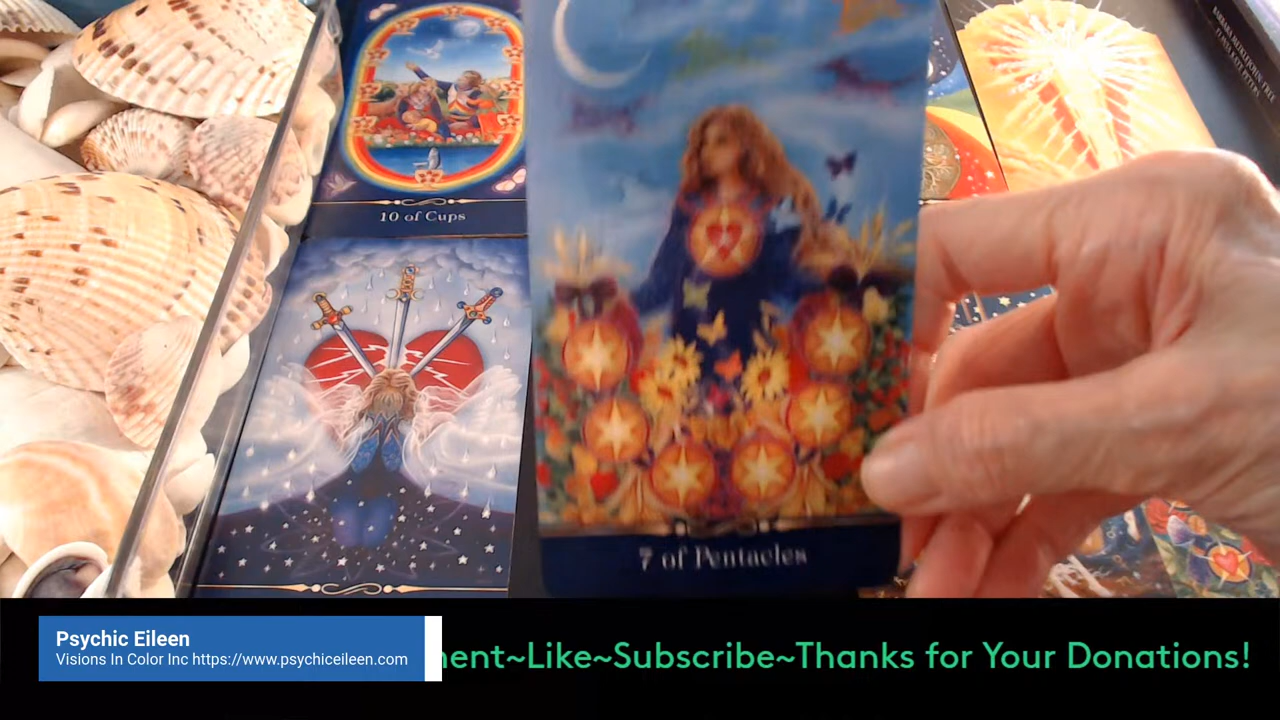 10 of Cups
7 of Pentacles
Psychic Eileen
Visions In Color Inc https://www.psychiceileen.com
ent~Like~Subscribe~Thanks for Your Donations!